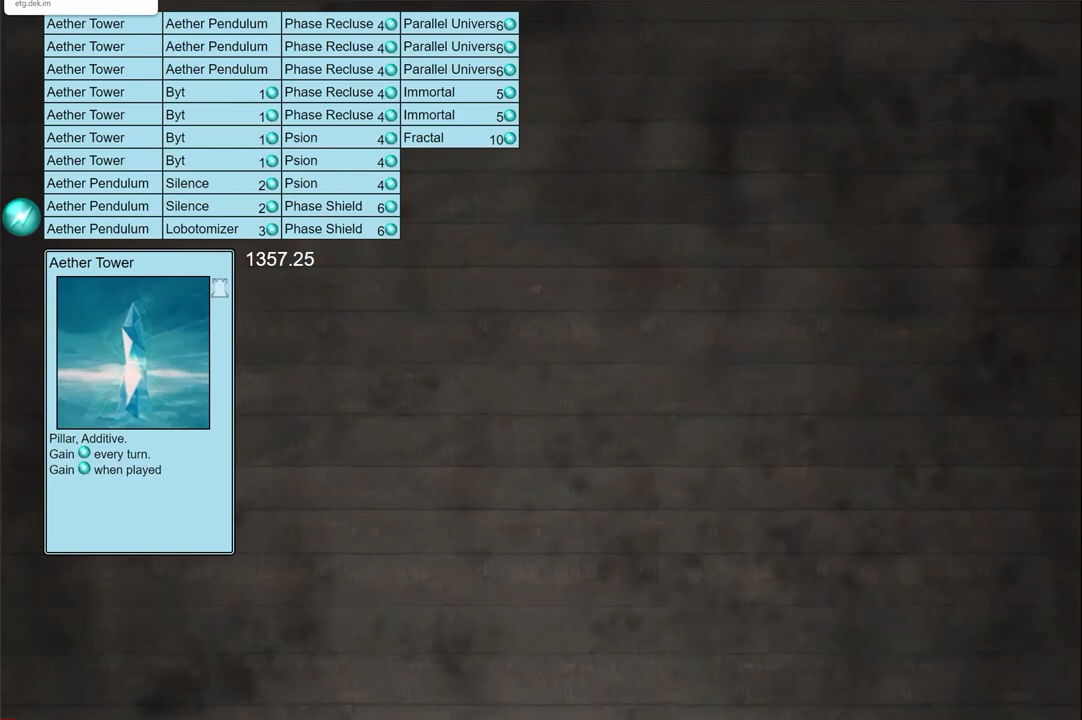 etg.dek.im
Aether Tower Aether Pendulum Phase Recluse 4 Parallel Univers 6
Aether Tower Aether Pendulum Phase Recluse 4 Parallel Univers 6
Aether Tower Aether Pendulum Phase Recluse 4 Parallel Univers 6
Aether Tower Byt 1 Phase Recluse 4 Immortal 5
Aether Tower Byt 1 Phase Recluse 4 Immortal 5
Aether Tower Byt 1 Psion 4 Fractal 10
Aether Tower Byt 1 Psion 4
Aether Pendulum Silence 2 Psion 4
Aether Pendulum Silence 2 Phase Shield 6
Aether Pendulum Lobotomizer 3 Phase Shield 6
Aether Tower
1357.25
Pillar, Additive.
Gain every turn.
Gain when played